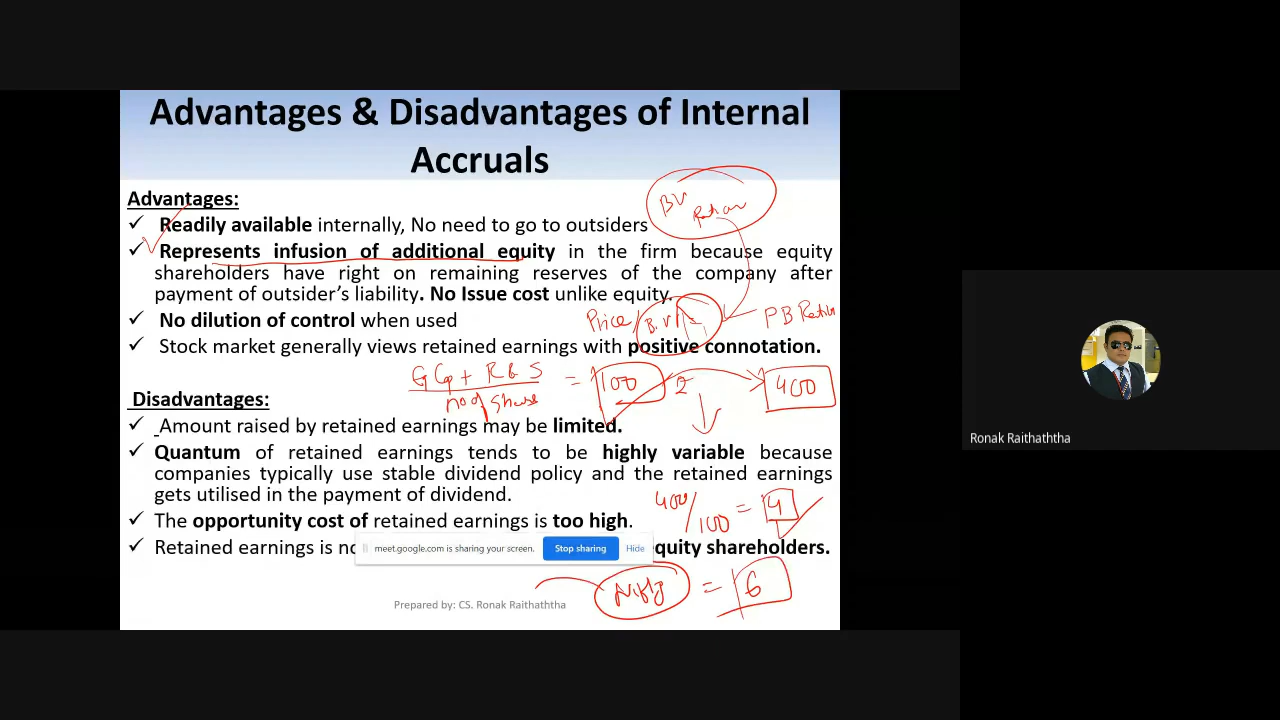 Advantages & Disadvantages of Internal
Accruals
Advantages:
✓ Readily available internally, No need to go to outsiders
BV
✓ Represents infusion of additional equity in the firm because equity
shareholders have right on remaining reserves of the company after
payment of outsider's liability. No Issue cost unlike equity.
✓ No dilution of control when used
Price/
B.V
PB Ratio
✓ Stock market generally views retained earnings with positive connotation.
R & S
no of share
= 100
400
Disadvantages:
✓ Amount raised by retained earnings may be limited.
✓ Quantum of retained earnings tends to be highly variable because
companies typically use stable dividend policy and the retained earnings
gets utilised in the payment of dividend.
400/100 = 4
✓ The opportunity cost of retained earnings is too high.
✓ Retained earnings is no
equity shareholders.
meet.google.com is sharing your screen. Stop sharing Hide
Nifty = 6
Prepared by: CS. Ronak Raithaththa
Ronak Raithaththa